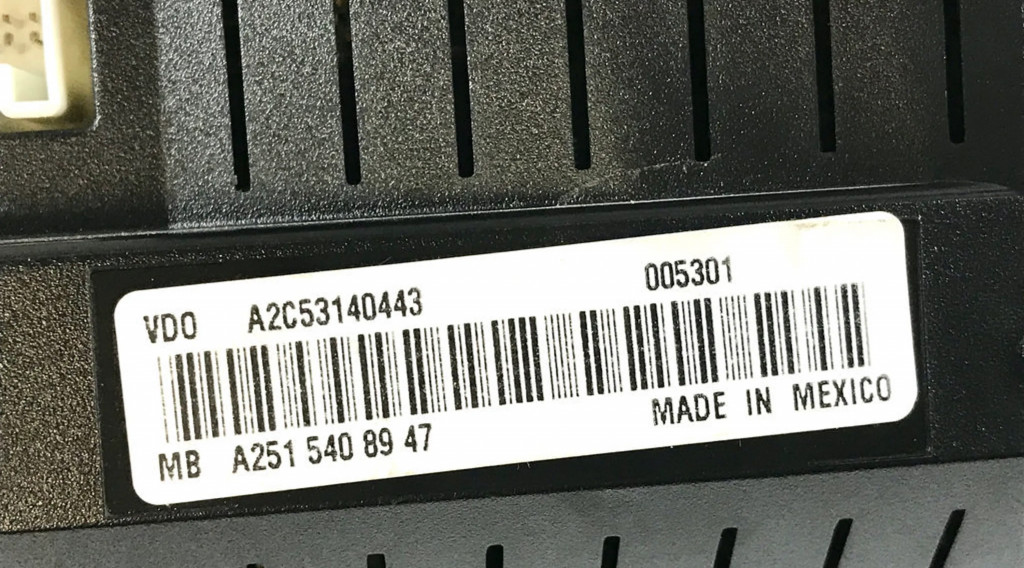 VDO A2C53140443 005301
MB A251 540 89 47 MADE IN MEXICO